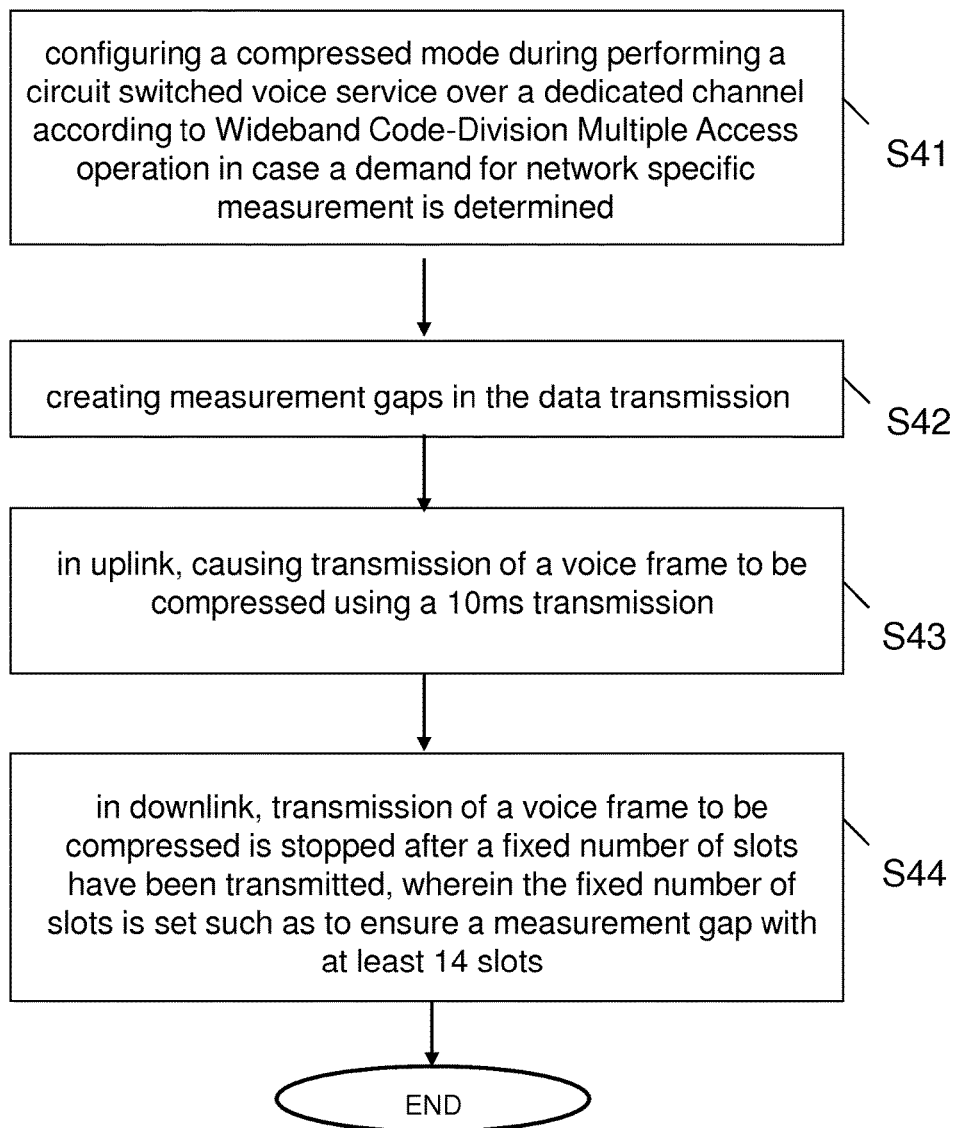 configuring a compressed mode during performing a
circuit switched voice service over a dedicated channel
according to Wideband Code-Division Multiple Access
operation in case a demand for network specific
measurement is determined
S41
creating measurement gaps in the data transmission
S42
in uplink, causing transmission of a voice frame to be
compressed using a 10ms transmission
S43
in downlink, transmission of a voice frame to be
compressed is stopped after a fixed number of slots
have been transmitted, wherein the fixed number of
slots is set such as to ensure a measurement gap with
at least 14 slots
S44
END